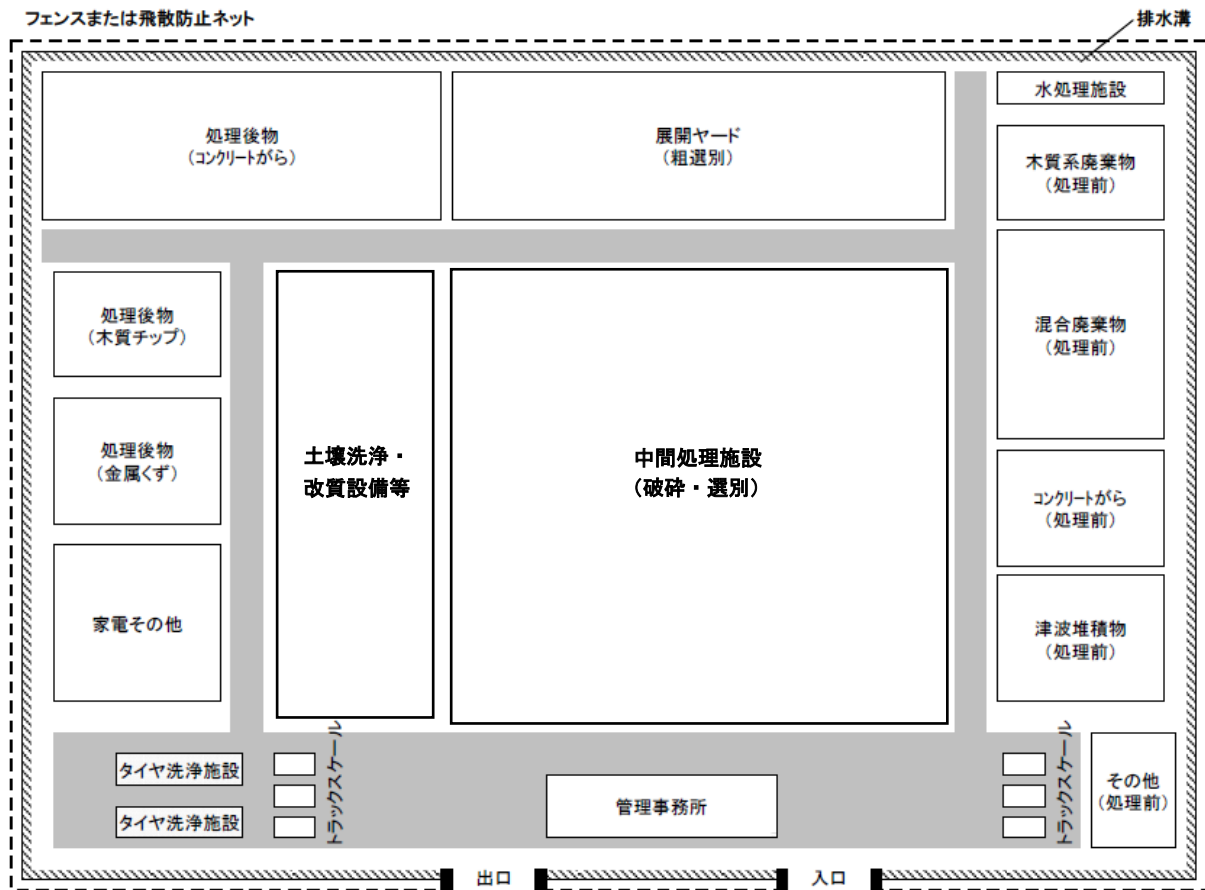 フェンスまたは飛散防止ネット
排水溝
処理後物
(コンクリートがら)
展開ヤード
(粗選別)
水処理施設
木質系廃棄物
(処理前)
処理後物
(木質チップ)
混合廃棄物
(処理前)
処理後物
(金属くず)
土壌洗浄・
改質設備等
中間処理施設
(破砕・選別)
コンクリートがら
(処理前)
家電その他
津波堆積物
(処理前)
タイヤ洗浄施設
タイヤ洗浄施設
トラックスケール
管理事務所
トラックスケール
その他
(処理前)
出口
入口